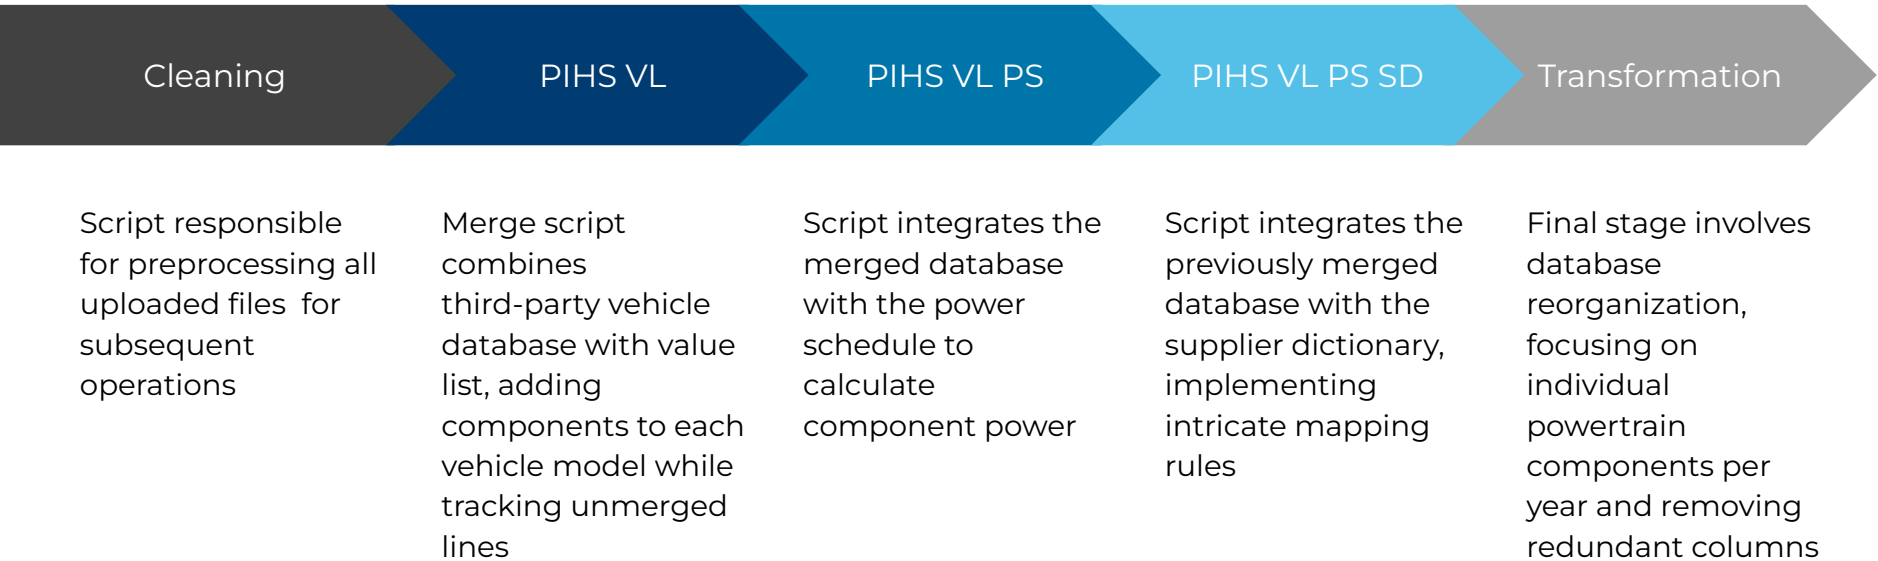 Cleaning
PIHS VL
PIHS VL PS
PIHS VL PS SD
Transformation
Script responsible
for preprocessing all
uploaded files  for
subsequent
operations
Merge script
combines
third-party vehicle
database with value
list, adding
components to each
vehicle model while
tracking unmerged
lines
Script integrates the
merged database
with the power
schedule to
calculate
component power
Script integrates the
previously merged
database with the
supplier dictionary,
implementing
intricate mapping
rules
Final stage involves
database
reorganization,
focusing on
individual
powertrain
components per
year and removing
redundant columns